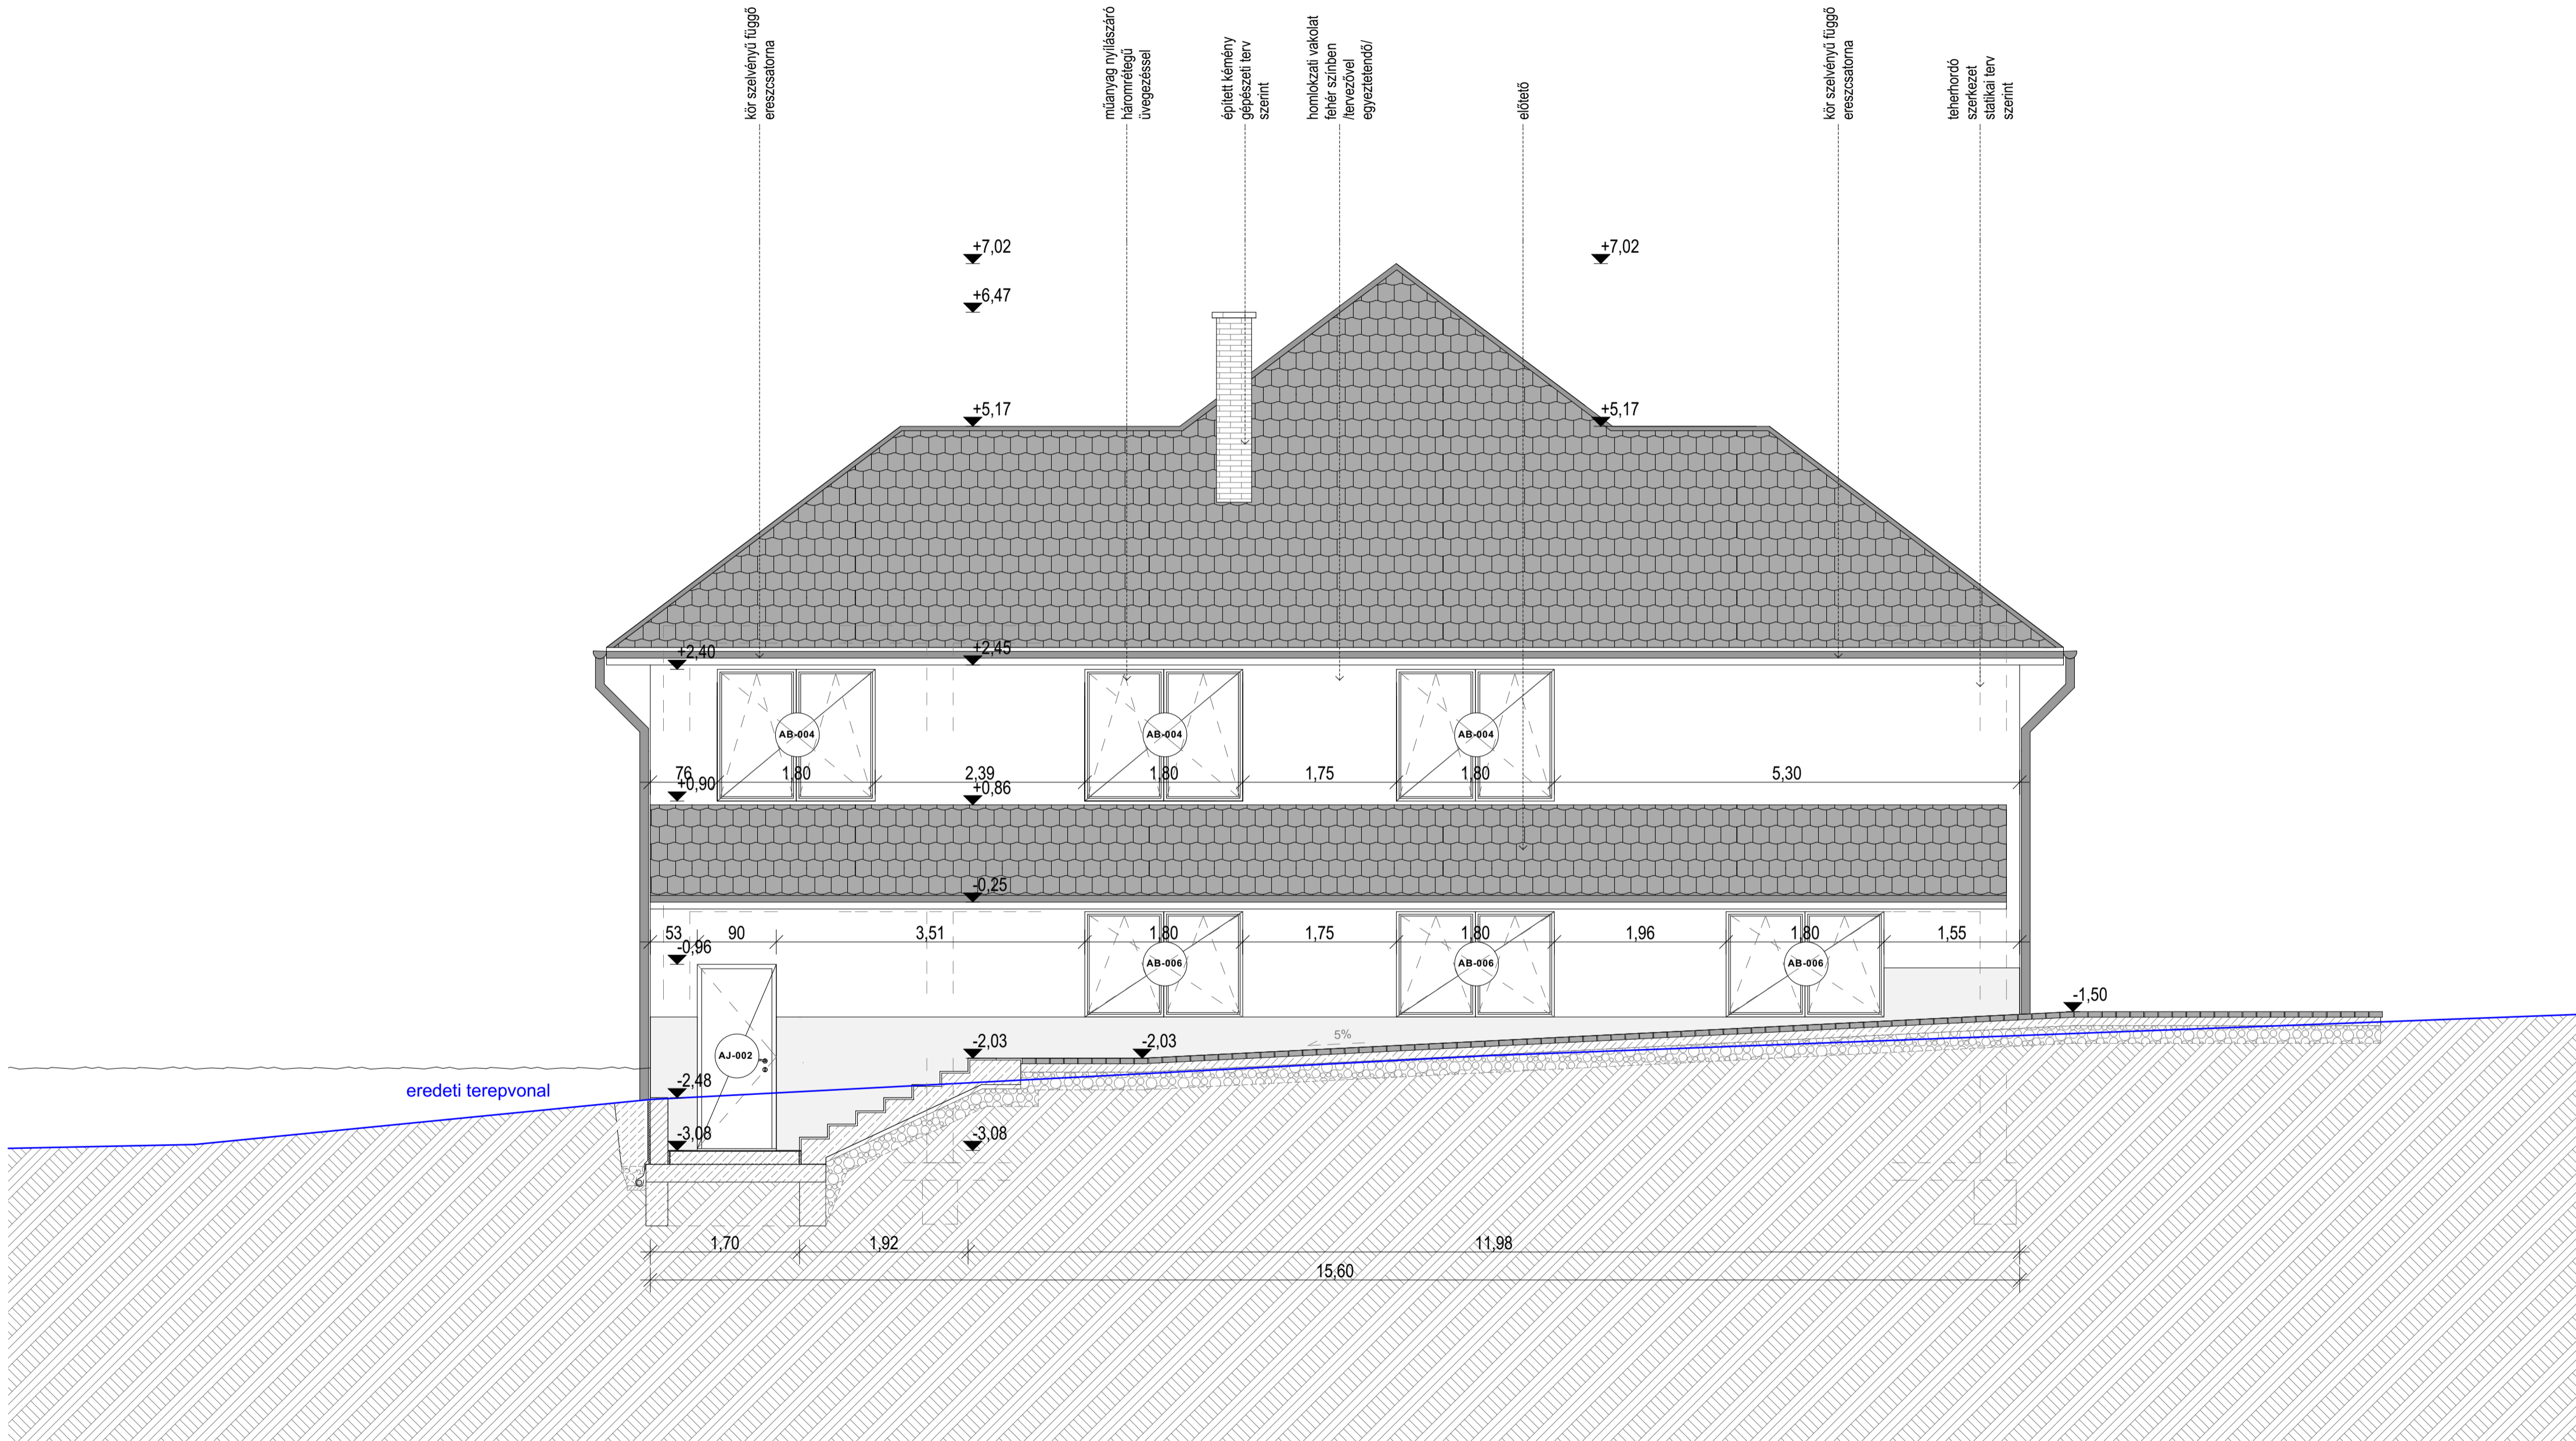 kör szelvényű függő
ereszcsatorna
műanyag nyílászáró
háromrétegű
üvegezéssel
épített kémény
gépészeti terv
szerint
homlokzati vakolat
fehér színben
/tervezővel
egyeztetendő/
előtető
kör szelvényű függő
ereszcsatorna
teherhordó
szerkezet
statikai terv
szerint
+7,02
+7,02
+6,47
+5,17
+5,17
+2,40
+2,45
AB-004
AB-004
AB-004
76
1,80
2,39
1,80
1,75
1,80
5,30
+0,90
+0,86
-0,25
53
90
3,51
1,80
1,75
1,80
1,96
1,80
1,55
-0,96
AB-006
AB-006
AB-006
-1,50
5%
-2,03
-2,03
AJ-002
-2,48
eredeti terepvonal
-3,08
-3,08
1,70
1,92
11,98
15,60